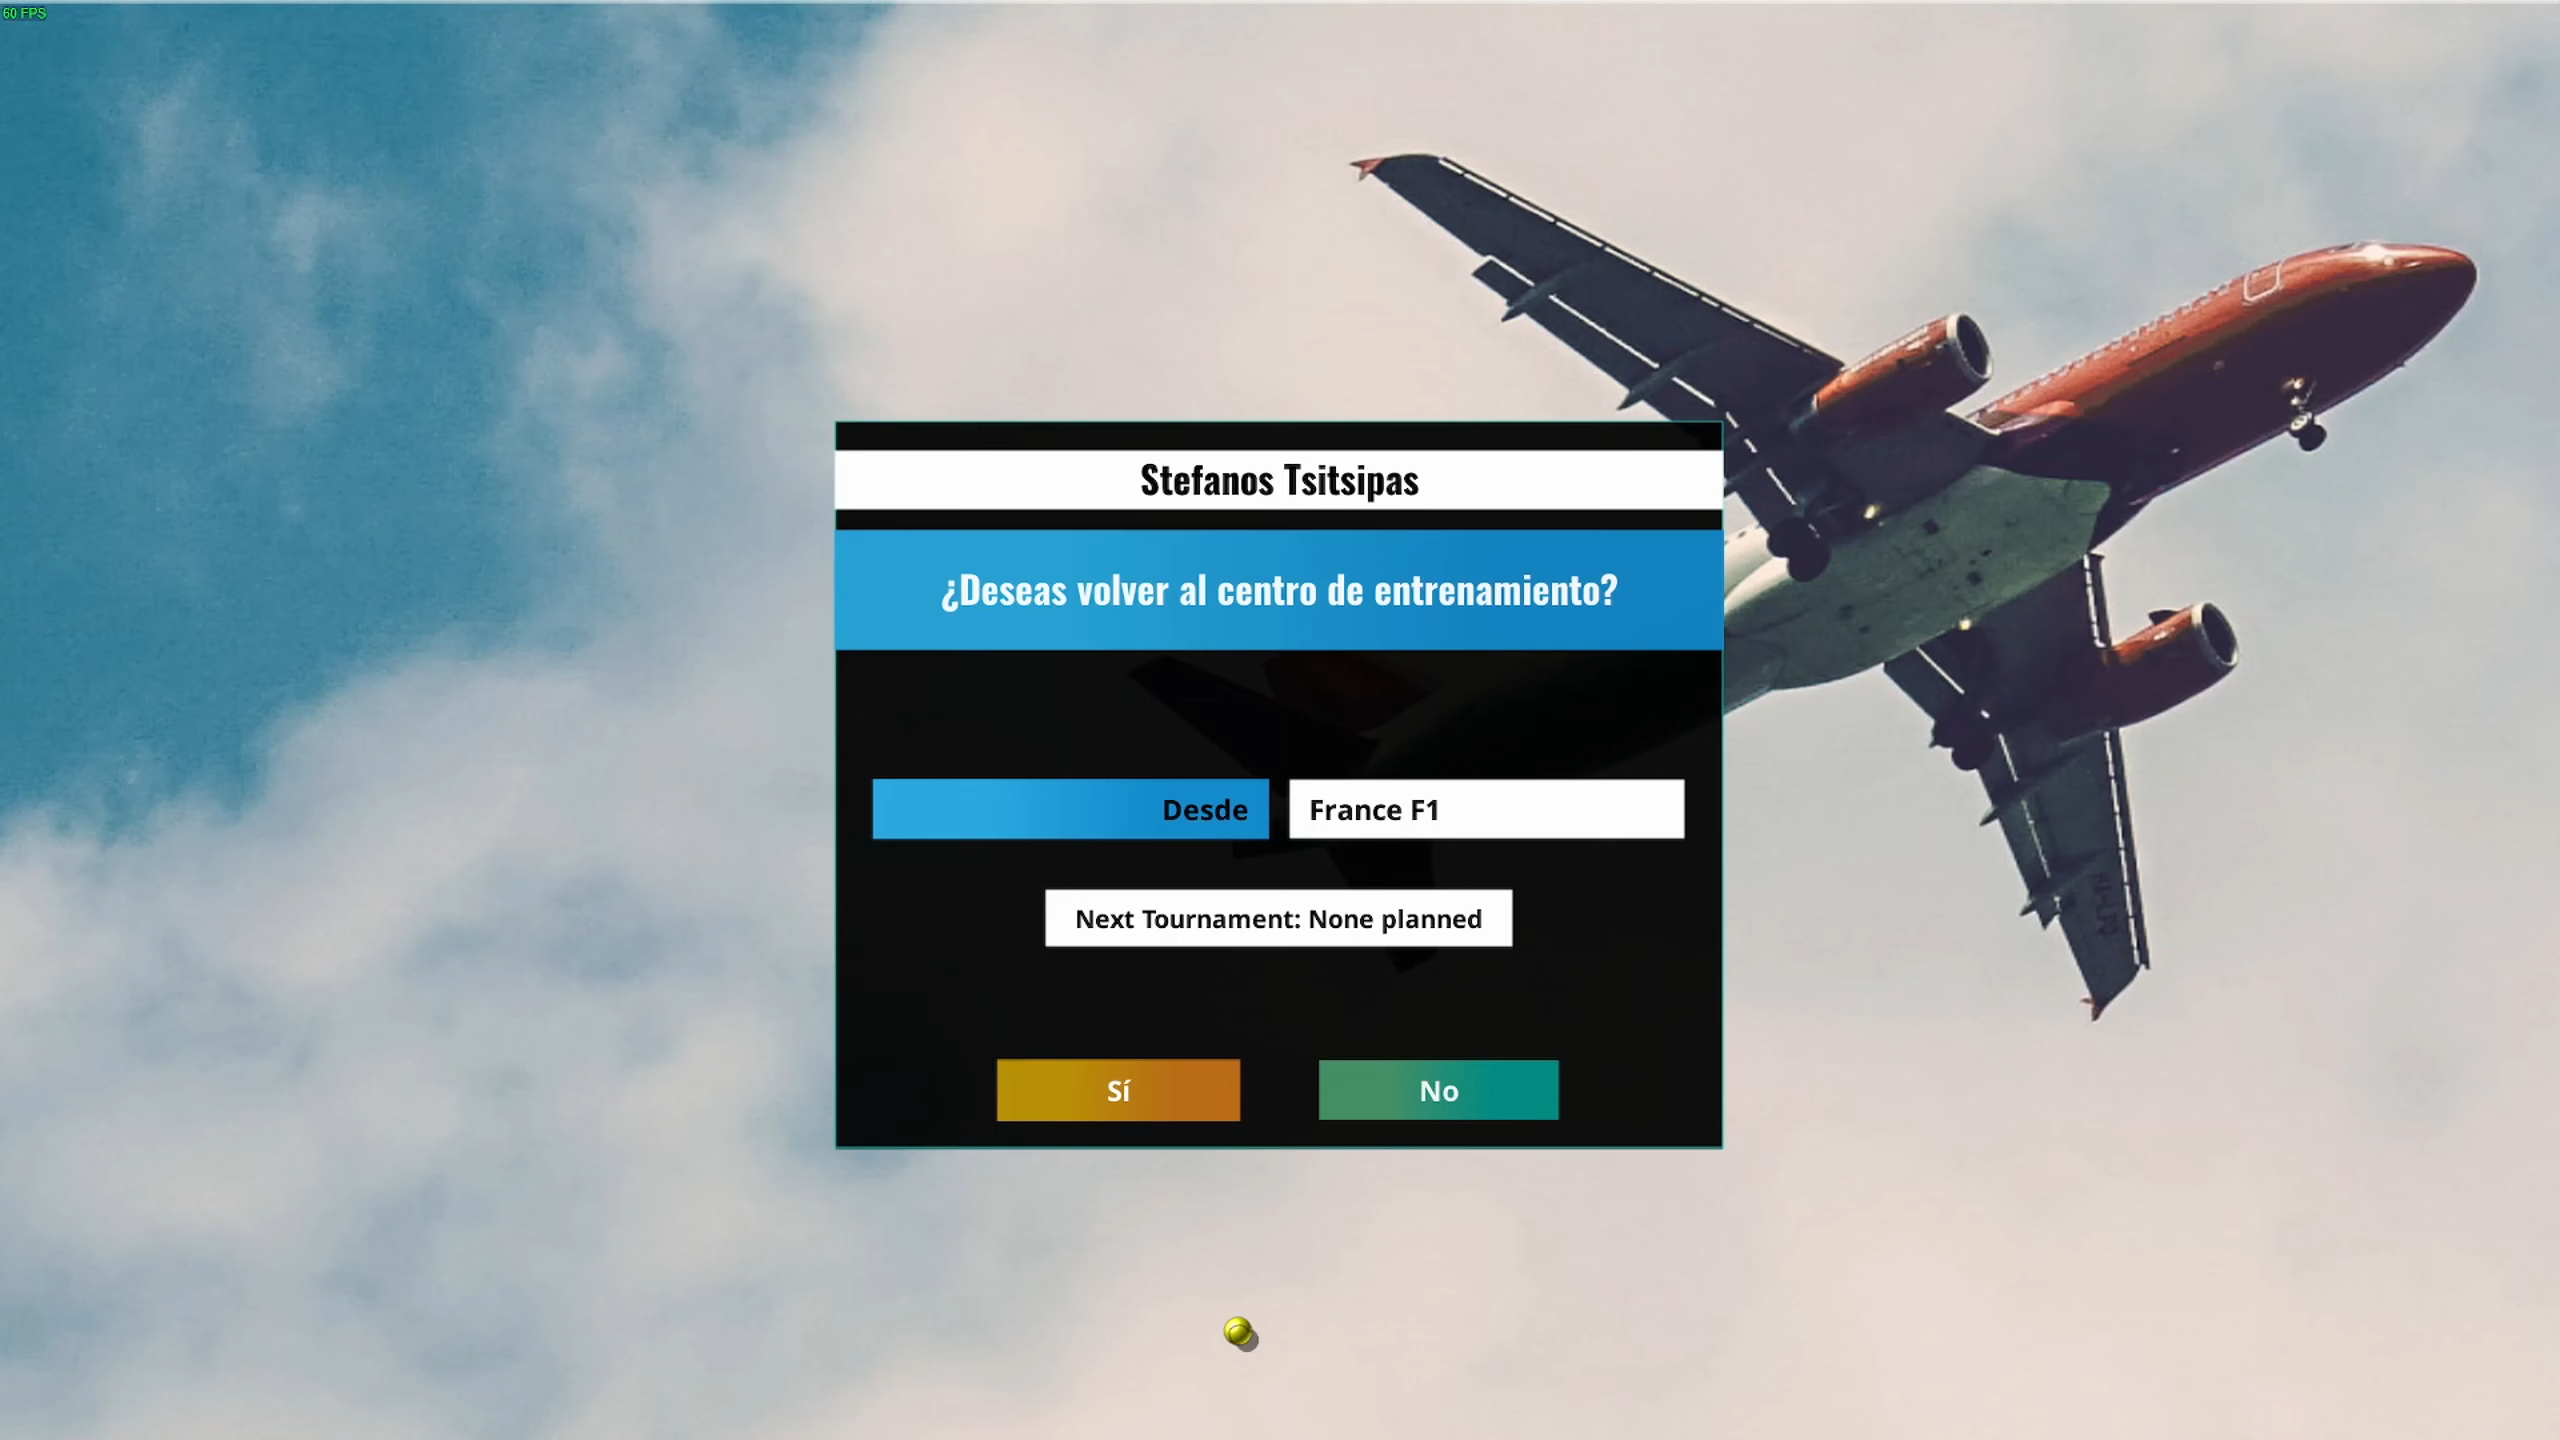 60 FPS
Stefanos Tsitsipas
¿Deseas volver al centro de entrenamiento?
Desde
France F1
Next Tournament: None planned
Sí
No